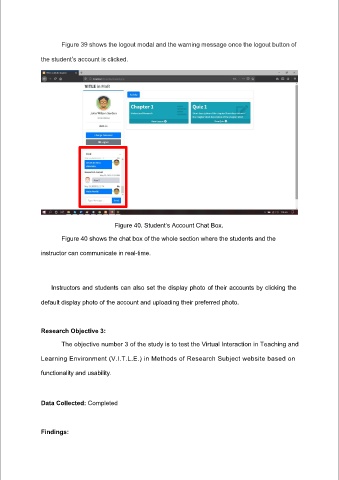 Figure 39 shows the logout modal and the warning message once the logout button of
the student's account is clicked.
Chapter 1
Quiz 1
Figure 40. Student's Account Chat Box.
Figure 40 shows the chat box of the whole section where the students and the
instructor can communicate in real-time.
Instructors and students can also set the display photo of their accounts by clicking the
default display photo of the account and uploading their preferred photo.
Research Objective 3:
The objective number 3 of the study is to test the Virtual Interaction in Teaching and
Learning Environment (V.I.T.L.E.) in Methods of Research Subject website based on
functionality and usability.
Data Collected: Completed
Findings: